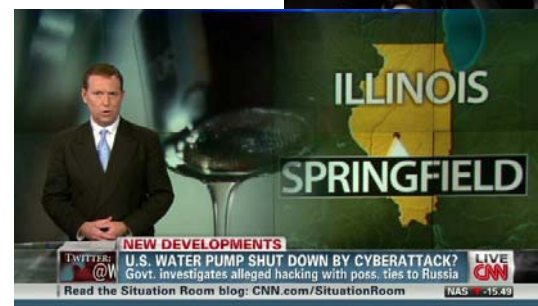 ILLINOIS
SPRINGFIELD
NEW DEVELOPMENTS
TWITTER:
@W
U.S. WATER PUMP SHUT DOWN BY CYBERATTACK?
Govt. investigates alleged hacking with poss. ties to Russia
LIVE
CNN
Read the Situation Room blog: CNN.com/SituationRoom
NAS -15.49